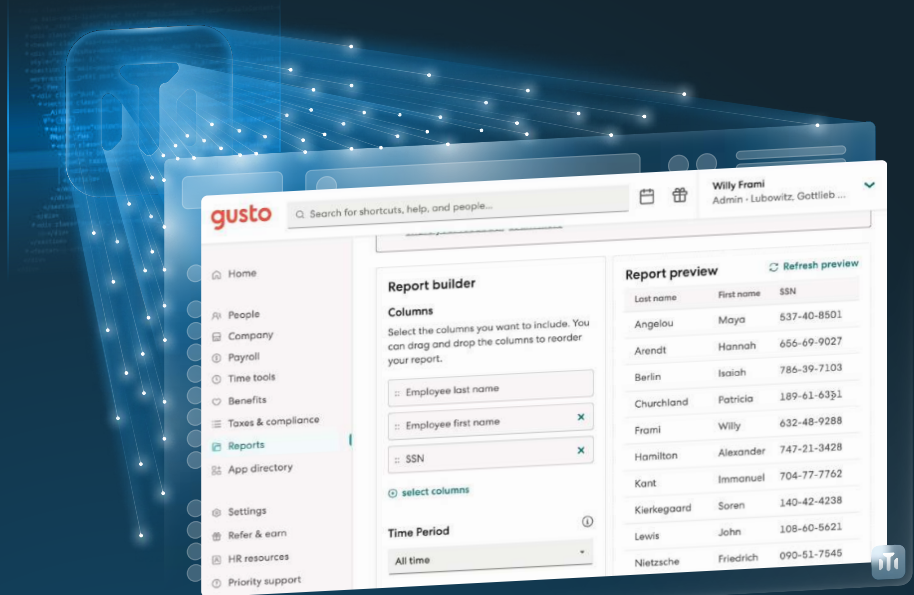 gusto
Search for shortcuts, help, and people...
Willy Frami
Admin - Lubowitz, Gottlieb ...
Home
People
Company
Payroll
Time tools
Benefits
Taxes & compliance
Reports
App directory
Settings
Refer & earn
HR resources
Priority support
Report builder
Columns
Select the columns you want to include. You
can drag and drop the columns to reorder
your report.
Employee last name
Employee first name
SSN
select columns
Time Period
All time
Report preview
Refresh preview
Last name First name SSN
Angelou Maya 537-40-8501
Arendt Hannah 656-69-9027
Berlin Isaiah 786-39-7103
Churchland Patricia
Frami Willy 632-48-9288
Hamilton Alexander 747-21-3428
Kant Immanuel 704-77-7762
Kierkegaard Soren 140-42-4238
Lewis John 108-60-5621
Nietzsche Friedrich 090-51-7545